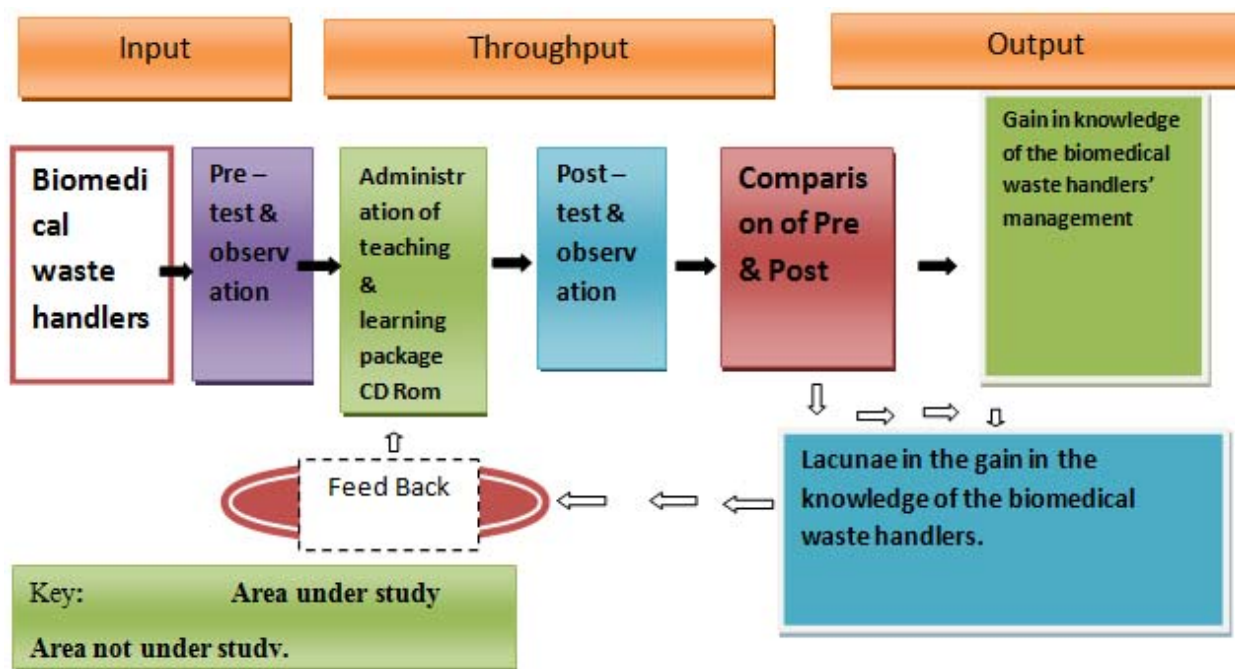 Input
Throughput
Output
Biomedi
cal
waste
handlers
Pre –
test &
observ
ation
Administr
ation of
teaching
&
learning
package
CD Rom
Post –
test &
observ
ation
Comparis
on of Pre
& Post
Gain in knowledge
of the biomedical
waste handlers’
management
Lacunae in the gain in the
knowledge of the biomedical
waste handlers.
Feed Back
Key: Area under study
Area not under study.